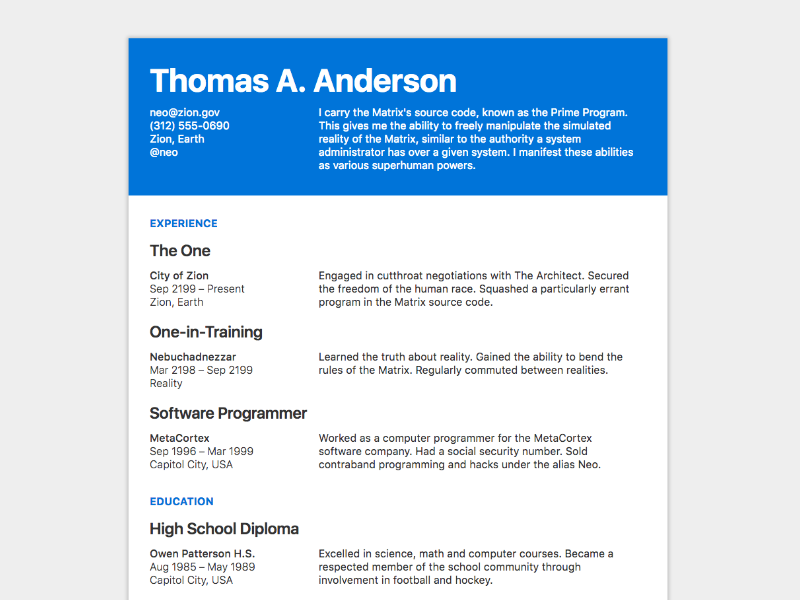 Thomas A. Anderson
neo@zion.gov
(312) 555-0690
Zion, Earth
@neo
I carry the Matrix's source code, known as the Prime Program.
This gives me the ability to freely manipulate the simulated
reality of the Matrix, similar to the authority a system
administrator has over a given system. I manifest these abilities
as various superhuman powers.
EXPERIENCE
The One
City of Zion
Sep 2199 – Present
Zion, Earth
Engaged in cutthroat negotiations with The Architect. Secured
the freedom of the human race. Squashed a particularly errant
program in the Matrix source code.
One-in-Training
Nebuchadnezzar
Mar 2198 – Sep 2199
Reality
Learned the truth about reality. Gained the ability to bend the
rules of the Matrix. Regularly commuted between realities.
Software Programmer
MetaCortex
Sep 1996 – Mar 1999
Capitol City, USA
Worked as a computer programmer for the MetaCortex
software company. Had a social security number. Sold
contraband programming and hacks under the alias Neo.
EDUCATION
High School Diploma
Owen Patterson H.S.
Aug 1985 – May 1989
Capitol City, USA
Excelled in science, math and computer courses. Became a
respected member of the school community through
involvement in football and hockey.